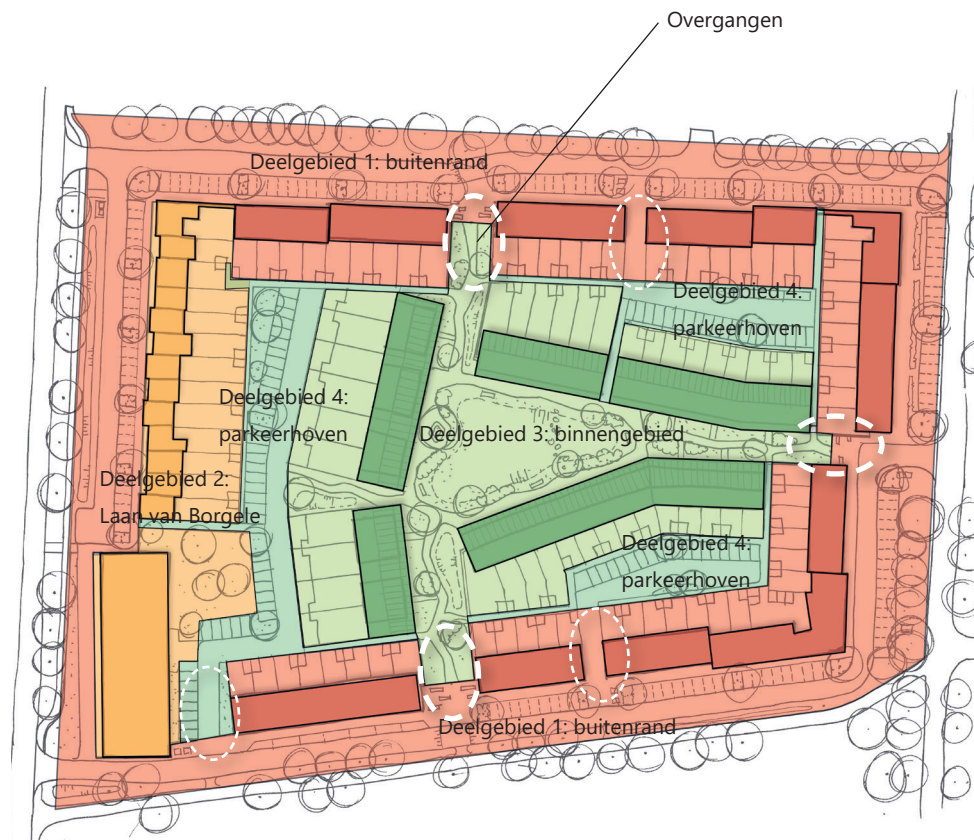 Overgangen
Deelgebied 1: buitenrand
Deelgebied 4:
parkeerhoven
Deelgebied 4:
parkeerhoven
Deelgebied 3: binnengebied
Deelgebied 2:
Laan van Borgele
Deelgebied 4:
parkeerhoven
Deelgebied 1: buitenrand